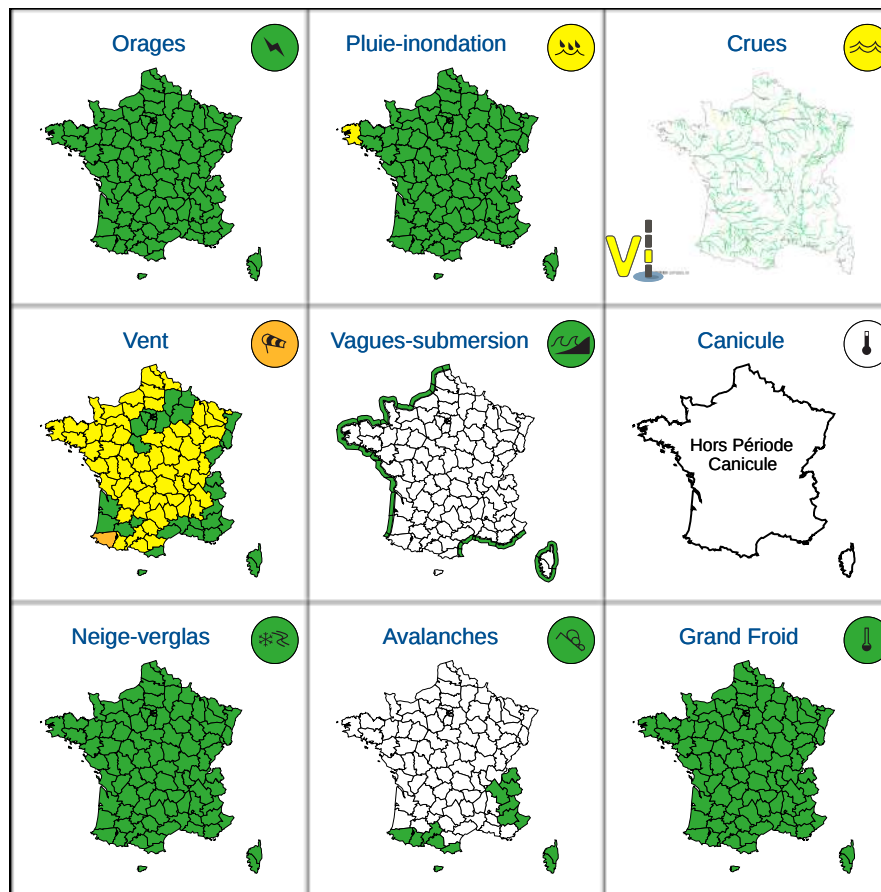 Orages
Pluie-inondation
Crues
V
Vent
Vagues-submersion
Canicule
Hors Période
Canicule
Neige-verglas
Avalanches
Grand Froid